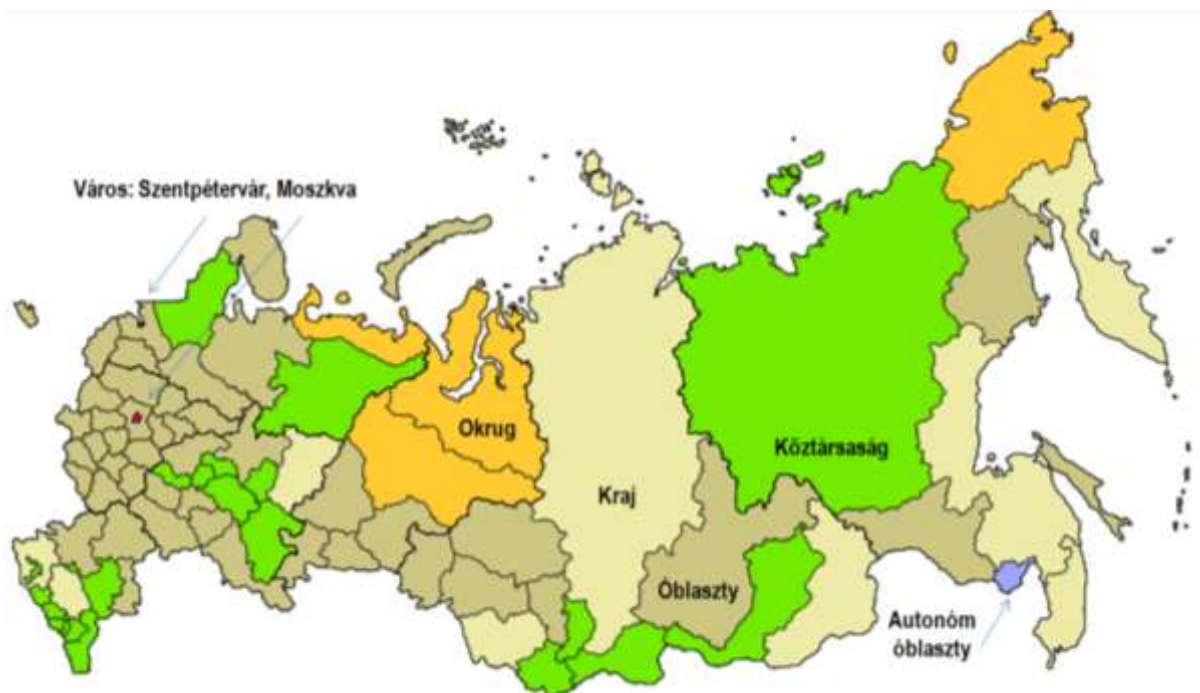 Város: Szentpétervár, Moszkva
Okrug
Köztársaság
Kraj
Óblaszty
Autonóm
óblaszty